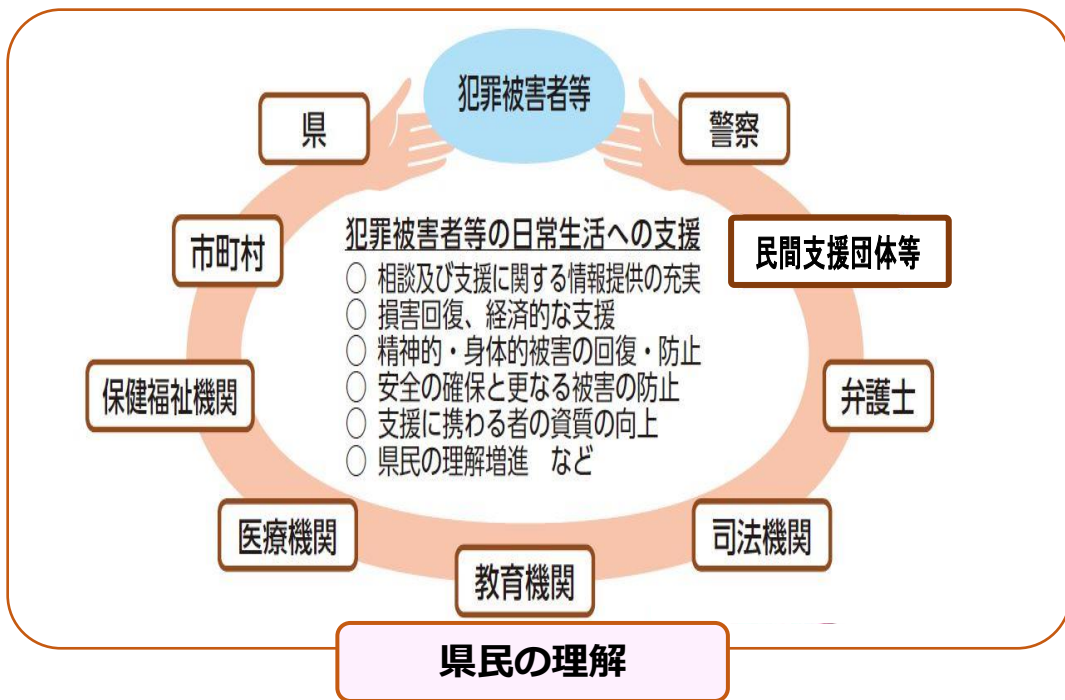 犯罪被害者等
県
警察
市町村
民間支援団体等
犯罪被害者等の日常生活への支援
○ 相談及び支援に関する情報提供の充実
○ 損害回復、経済的な支援
○ 精神的・身体的被害の回復・防止
○ 安全の確保と更なる被害の防止
○ 支援に携わる者の資質の向上
○ 県民の理解増進　など
保健福祉機関
弁護士
医療機関
司法機関
教育機関
県民の理解